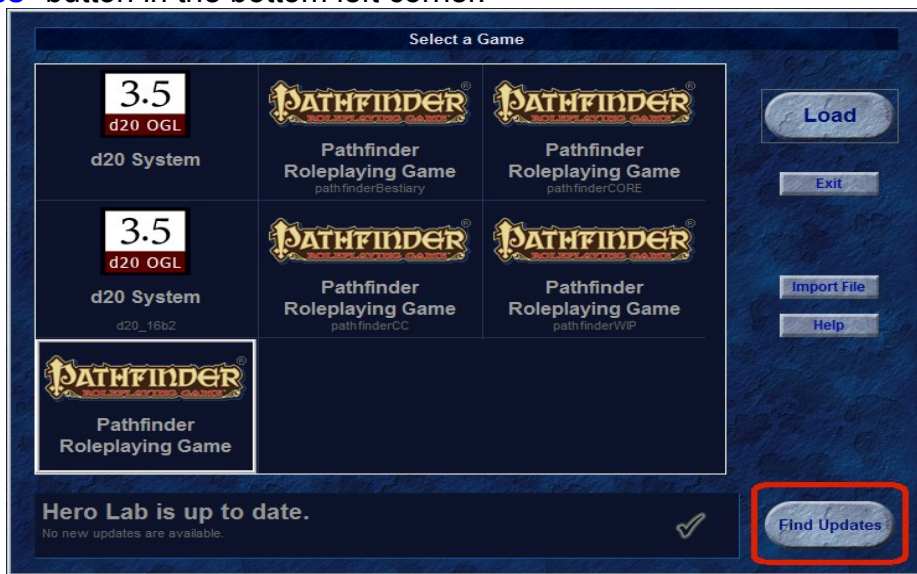 button in the bottom left corner.
Select a Game
3.5
d20 OGL
d20 System
PATHFINDER®
ROLEPLAYING GAME
Pathfinder
Roleplaying Game
pathfinderBestiary
PATHFINDER®
ROLEPLAYING GAME
Pathfinder
Roleplaying Game
pathfinderCORE
3.5
d20 OGL
d20 System
d20_16b2
PATHFINDER®
ROLEPLAYING GAME
Pathfinder
Roleplaying Game
pathfinderCC
PATHFINDER®
ROLEPLAYING GAME
Pathfinder
Roleplaying Game
pathfinderWIP
PATHFINDER®
ROLEPLAYING GAME
Pathfinder
Roleplaying Game
Load
Exit
Import File
Help
Hero Lab is up to date.
No new updates are available.
Find Updates